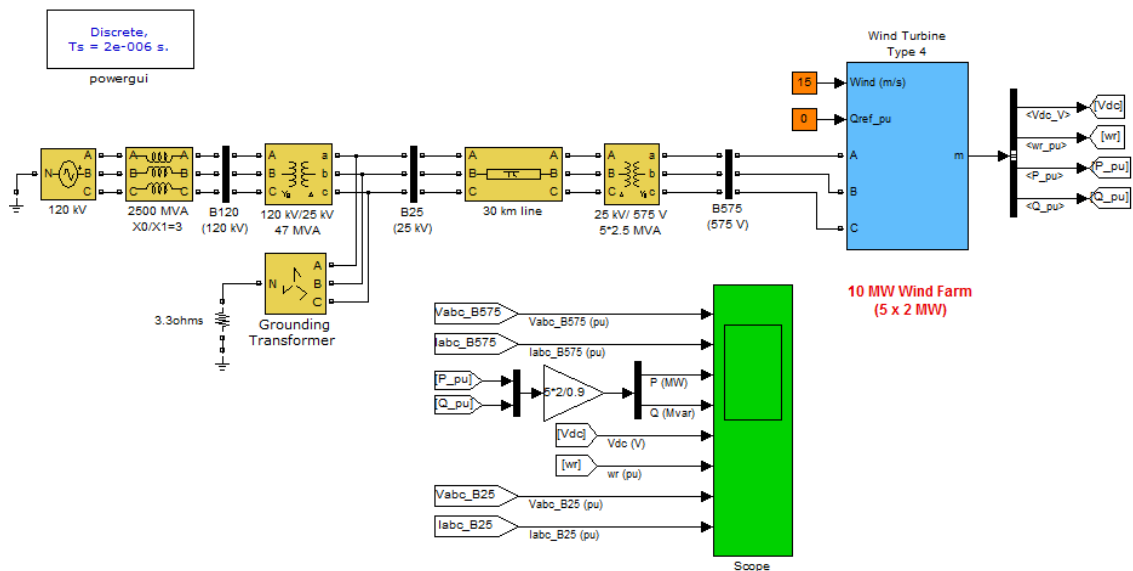 Discrete,
Ts = 2e-006 s.
powergui
Wind Turbine
Type 4
15
Wind (m/s)
0
Qref_pu
A
B
C
m
<Vdc_V>
[Vdc]
<wr_pu>
[wr]
<P_pu>
[P_pu]
<Q_pu>
[Q_pu]
N
A
B
C
120 kV
A
B
C
A
B
C
2500 MVA
X0/X1=3
B120
(120 kV)
A
B
C
a
b
c
Yg
120 kV/25 kV
47 MVA
B25
(25 kV)
A
B
C
A
B
C
30 km line
A
B
C
a
b
c
Yg
25 kV/ 575 V
5*2.5 MVA
B575
(575 V)
N
A
B
C
3.3ohms
Grounding
Transformer
10 MW Wind Farm
(5 x 2 MW)
Vabc_B575
Vabc_B575 (pu)
Iabc_B575
Iabc_B575 (pu)
[P_pu]
[Q_pu]
5*2/0.9
P (MW)
Q (Mvar)
[Vdc]
Vdc (V)
[wr]
wr (pu)
Vabc_B25
Vabc_B25 (pu)
Iabc_B25
Iabc_B25 (pu)
Scope